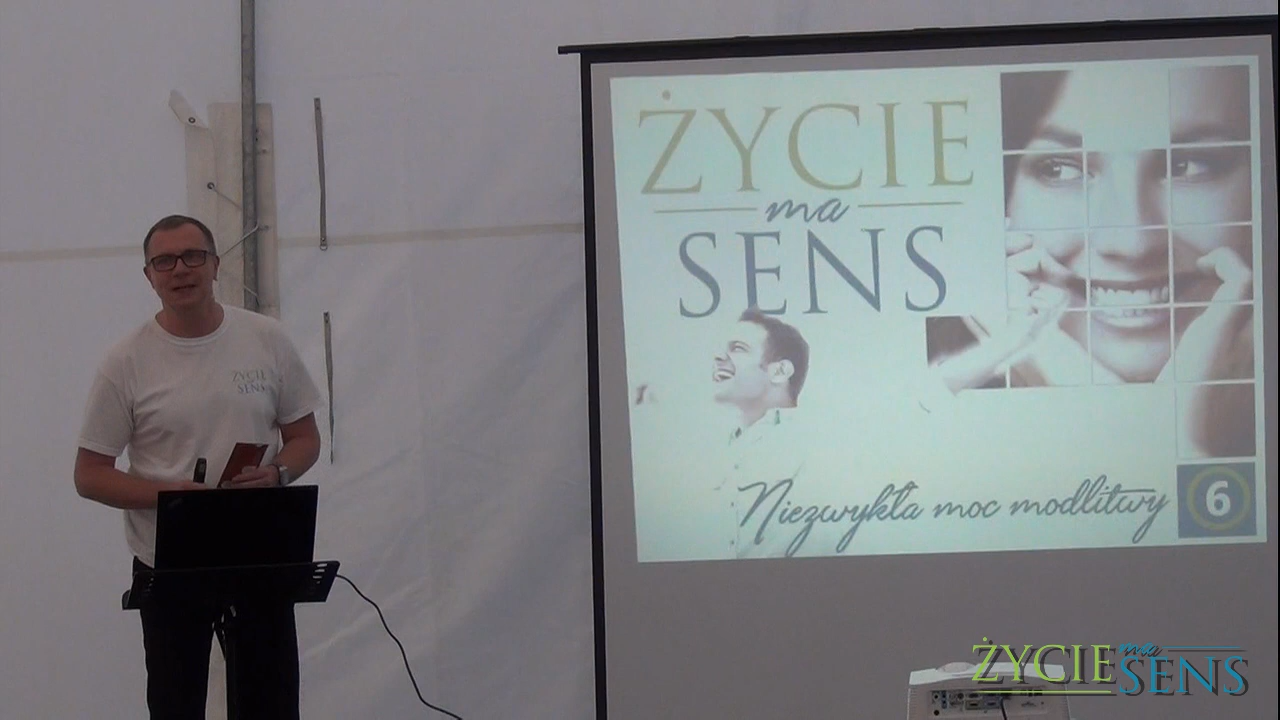 ŻYCIE
ma
SENS
Niezwykła moc modlitwy
6
ŻYCIE
SENS
ŻYCIE ma
SENS